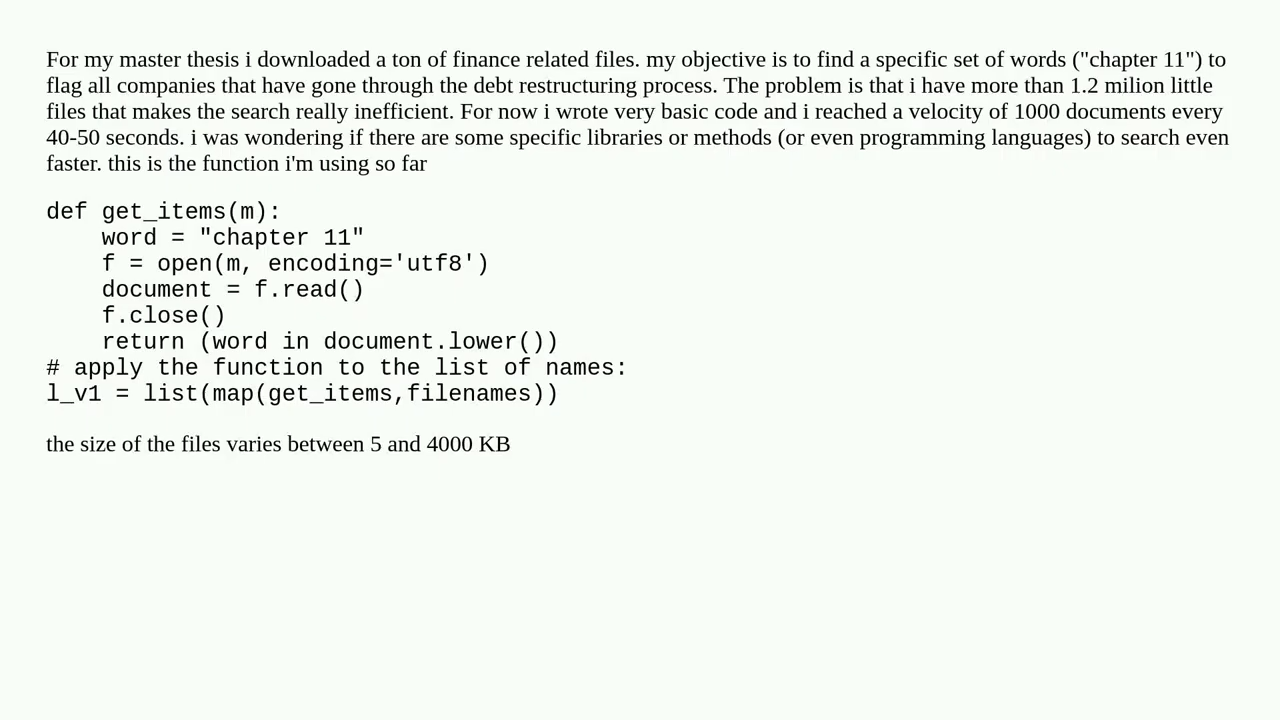 For my master thesis i downloaded a ton of finance related files. my objective is to find a specific set of words ("chapter 11") to
flag all companies that have gone through the debt restructuring process. The problem is that i have more than 1.2 milion little
files that makes the search really inefficient. For now i wrote very basic code and i reached a velocity of 1000 documents every
40-50 seconds. i was wondering if there are some specific libraries or methods (or even programming languages) to search even
faster. this is the function i'm using so far
def get_items(m):
    word = "chapter 11"
    f = open(m, encoding='utf8')
    document = f.read()
    f.close()
    return (word in document.lower())
# apply the function to the list of names:
l_v1 = list(map(get_items,filenames))
the size of the files varies between 5 and 4000 KB